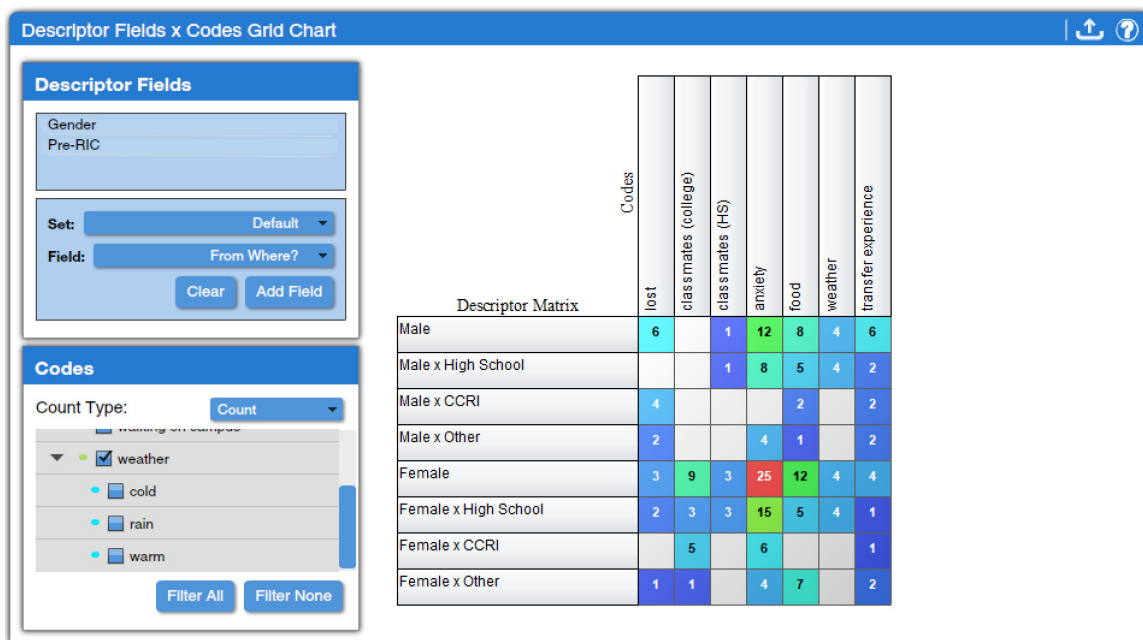 Descriptor Fields x Codes Grid Chart
Descriptor Fields
Gender
Pre-RIC
Set: Default
Field: From Where?
Clear Add Field
Codes
Count Type: Count
walking on campus
weather
cold
rain
warm
Filter All Filter None
Codes
lost
classmates (college)
classmates (HS)
anxiety
food
weather
transfer experience
Descriptor Matrix
Male 6 1 12 8 4 6
Male x High School 1 8 5 4 2
Male x CCRI 4 2 2
Male x Other 2 4 1 2
Female 3 9 3 25 12 4 4
Female x High School 2 3 3 15 5 4 1
Female x CCRI 5 6 1
Female x Other 1 1 4 7 2